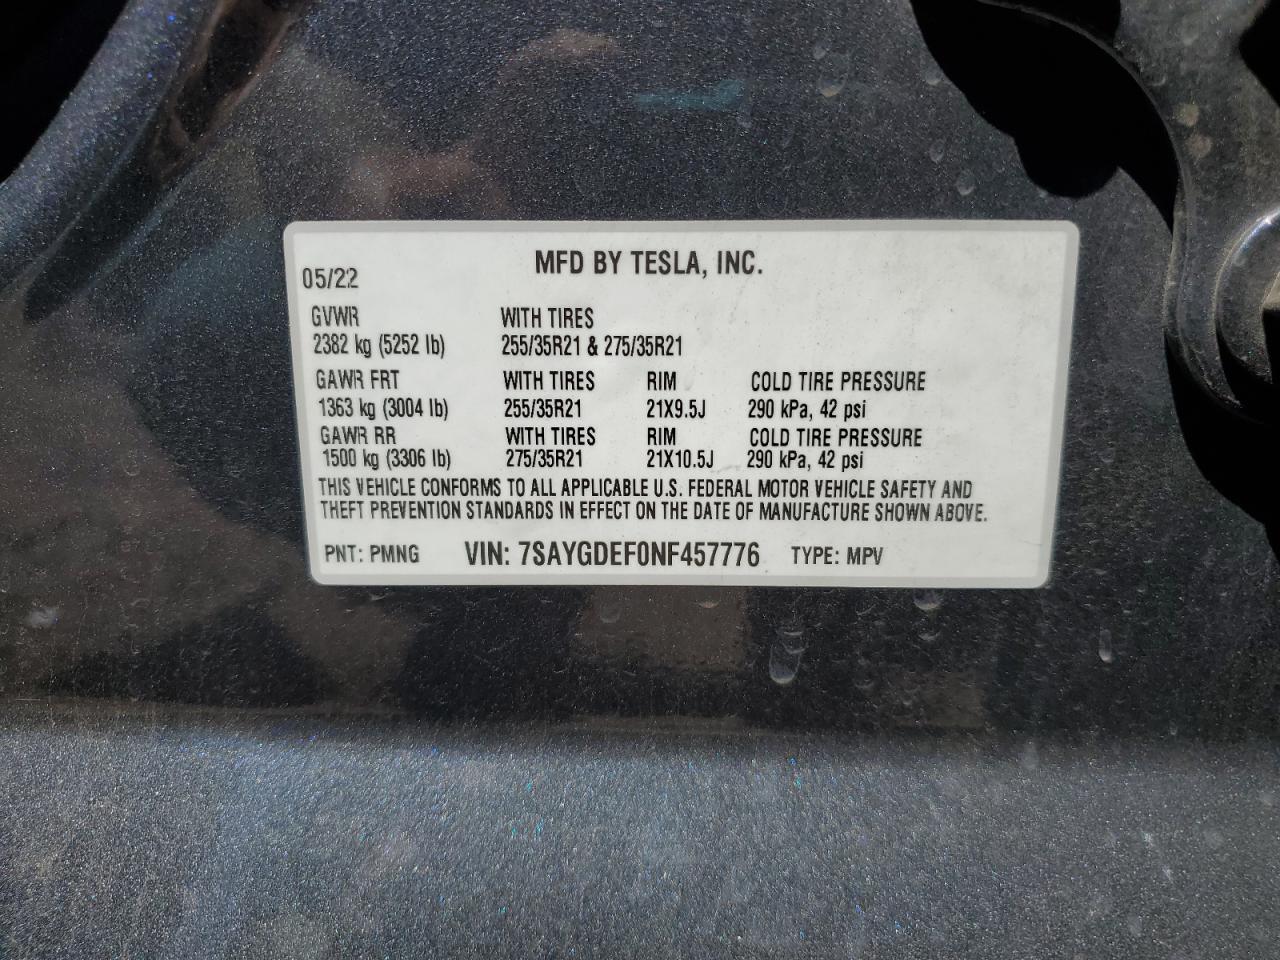 MFD BY TESLA, INC.
05/22
GVWR WITH TIRES
2382 kg (5252 lb) 255/35R21 & 275/35R21
GAWR FRT WITH TIRES RIM COLD TIRE PRESSURE
1363 kg (3004 lb) 255/35R21 21X9.5J 290 kPa, 42 psi
GAWR RR WITH TIRES RIM COLD TIRE PRESSURE
1500 kg (3306 lb) 275/35R21 21X10.5J 290 kPa, 42 psi
THIS VEHICLE CONFORMS TO ALL APPLICABLE U.S. FEDERAL MOTOR VEHICLE SAFETY AND
THEFT PREVENTION STANDARDS IN EFFECT ON THE DATE OF MANUFACTURE SHOWN ABOVE.
PNT: PMNG VIN: 7SAYGDEF0NF457776 TYPE: MPV